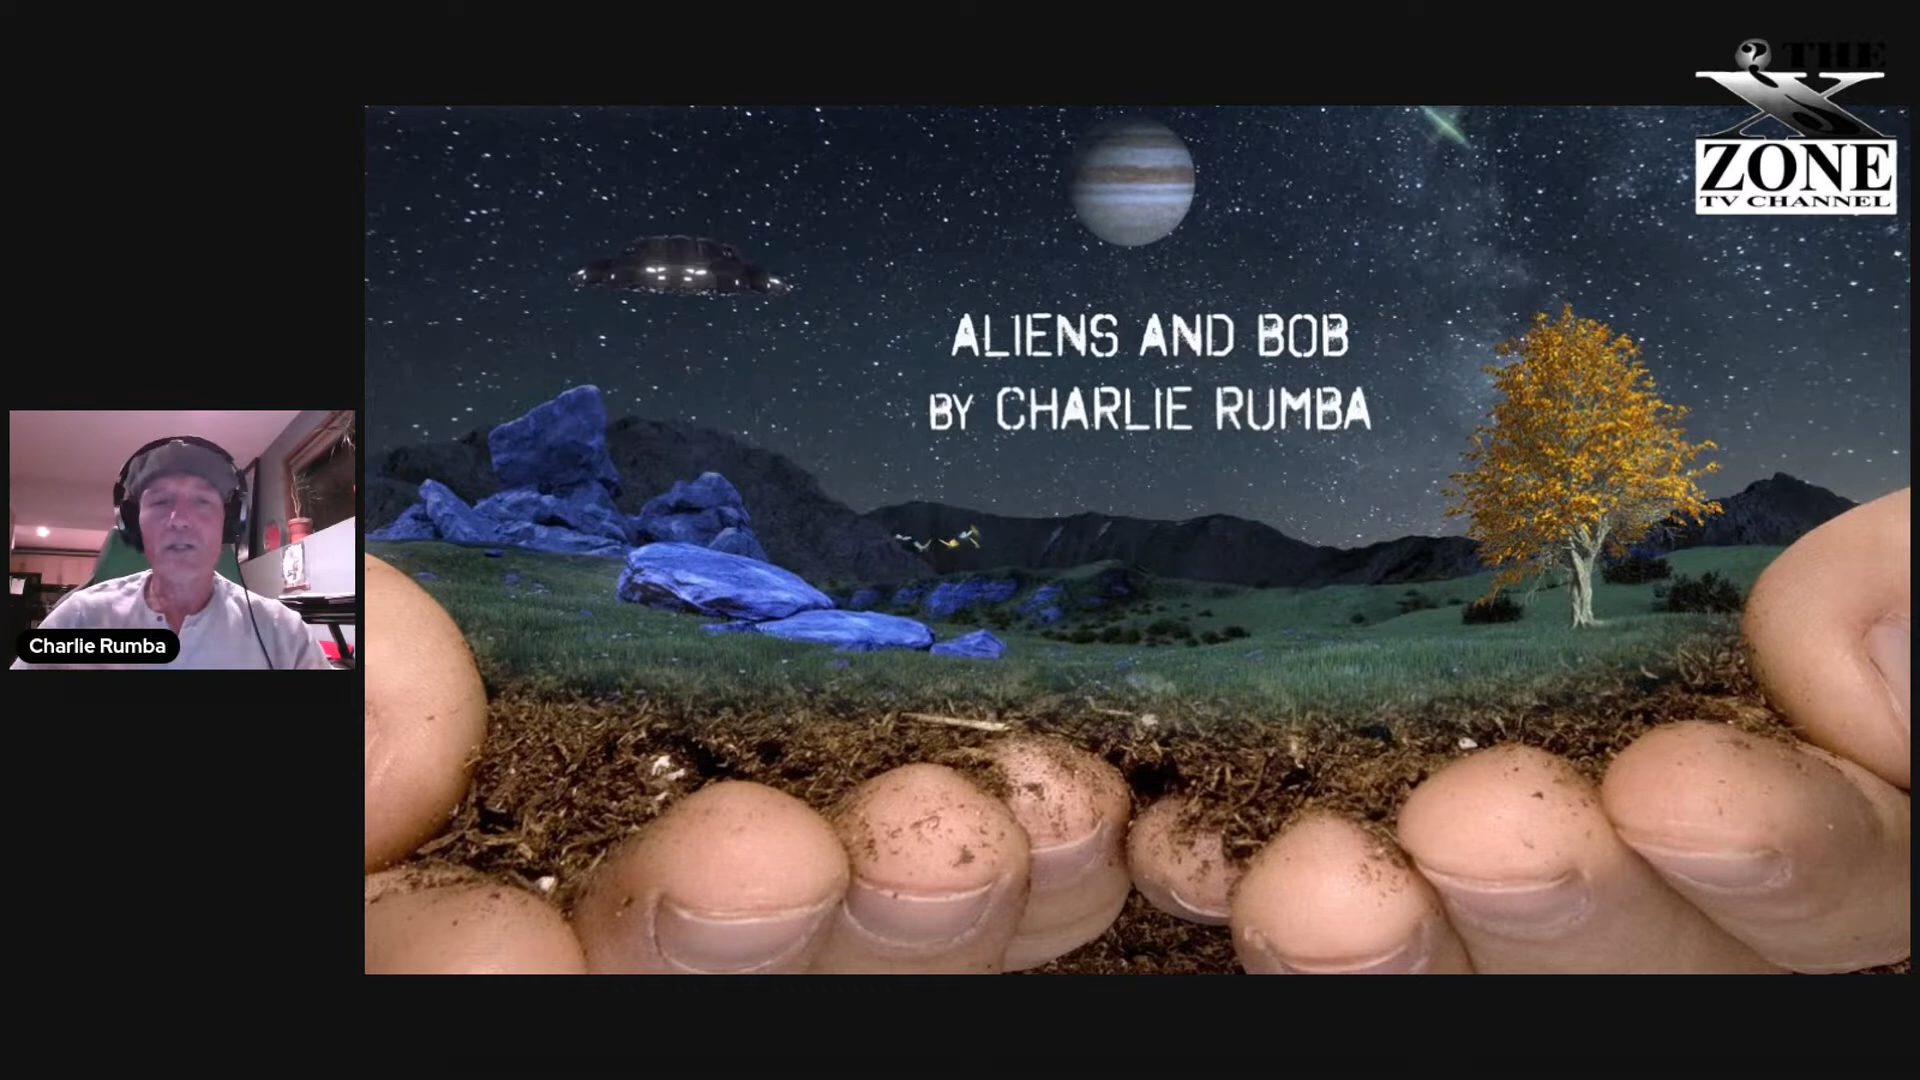 THE
X
ZONE
TV CHANNEL
ALIENS AND BOB
BY CHARLIE RUMBA
Charlie Rumba